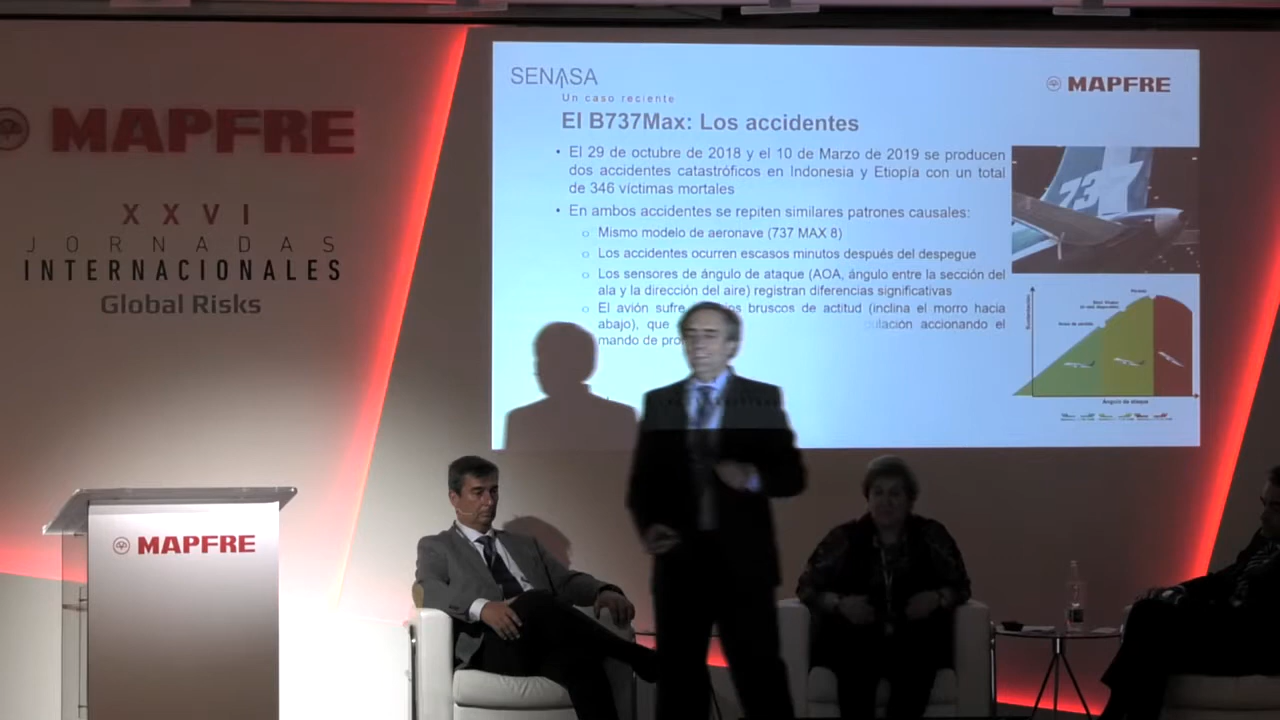 MAPFRE
XXVI
JORNADAS
INTERNACIONALES
Global Risks
MAPFRE
SENASA
MAPFRE
Un caso reciente
El B737Max: Los accidentes
• El 29 de octubre de 2018 y el 10 de Marzo de 2019 se producen
dos accidentes catastróficos en Indonesia y Etiopía con un total
de 346 víctimas mortales
• En ambos accidentes se repiten similares patrones causales:
o Mismo modelo de aeronave (737 MAX 8)
o Los accidentes ocurren escasos minutos después del despegue
o Los sensores de ángulo de ataque (AOA, ángulo entre la sección del
ala y la dirección del aire) registran diferencias significativas
o El avión sufre bruscos de actitud (inclina el morro hacia
abajo), que accionando el
mando de
737
Ángulo de ataque